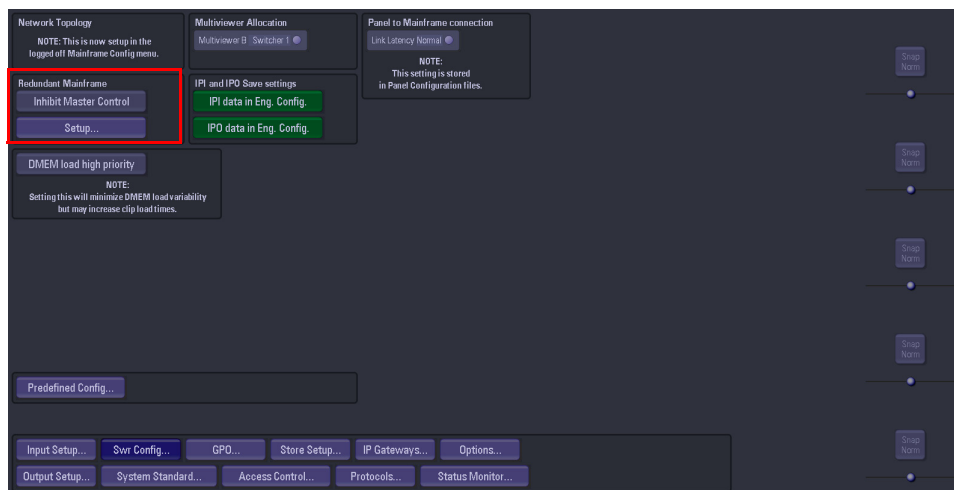 Network Topology
NOTE: This is now setup in the
logged off Mainframe Config menu.
Multiviewer Allocation
Multiviewer B Switcher 1
Panel to Mainframe connection
Link Latency Normal
NOTE:
This setting is stored
in Panel Configuration files.
Redundant Mainframe
Inhibit Master Control
Setup...
IPI and IPO Save settings
IPI data in Eng. Config.
IPO data in Eng. Config.
DMEM load high priority
NOTE:
Setting this will minimize DMEM load variability
but may increase clip load times.
Snap
Norm
Snap
Norm
Snap
Norm
Snap
Norm
Snap
Norm
Predefined Config...
Input Setup...
Swr Config...
GPO...
Store Setup...
IP Gateways...
Options...
Output Setup...
System Standard...
Access Control...
Protocols...
Status Monitor...